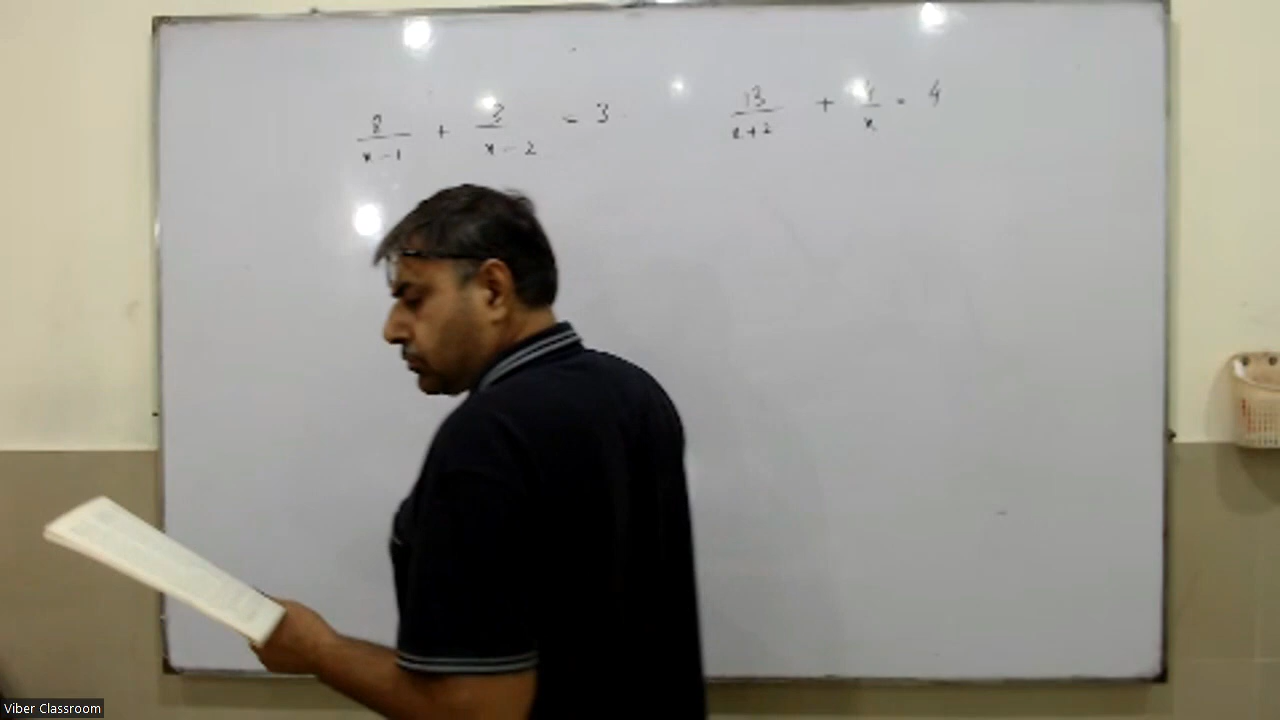 8/(x-1) + 3/(x-2) = 3
13/(x+2) + 4/x = 4
Viber Classroom